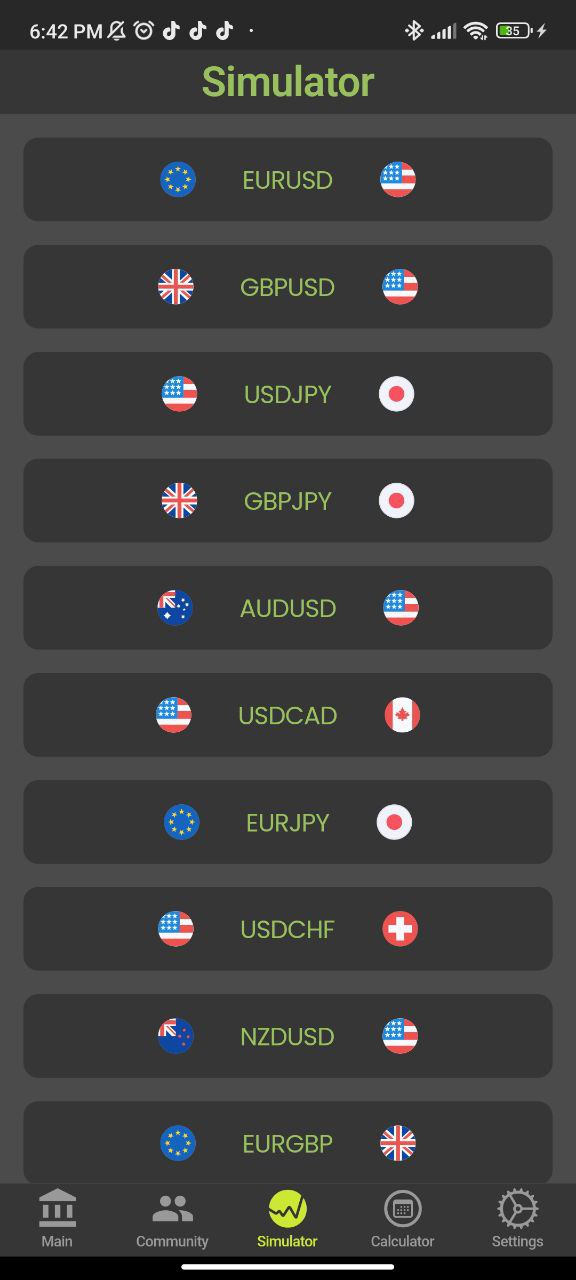 6:42 PM
35
Simulator
EURUSD
GBPUSD
USDJPY
GBPJPY
AUDUSD
USDCAD
EURJPY
USDCHF
NZDUSD
EURGBP
Main Community Simulator Calculator Settings